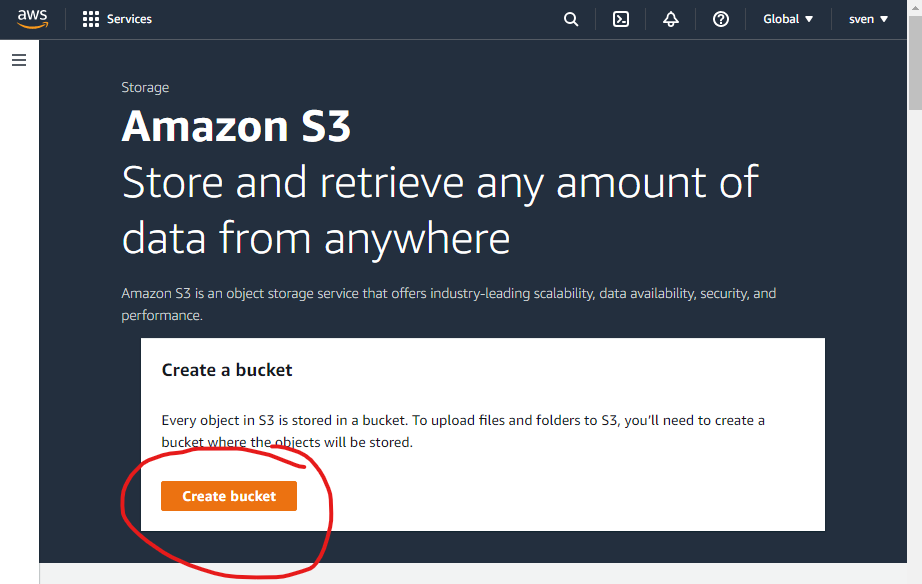 aws
Services
Global
sven
Storage
Amazon S3
Store and retrieve any amount of
data from anywhere
Amazon S3 is an object storage service that offers industry-leading scalability, data availability, security, and
performance.
Create a bucket
Every object in S3 is stored in a bucket. To upload files and folders to S3, you'll need to create a
bucket where the objects will be stored.
Create bucket